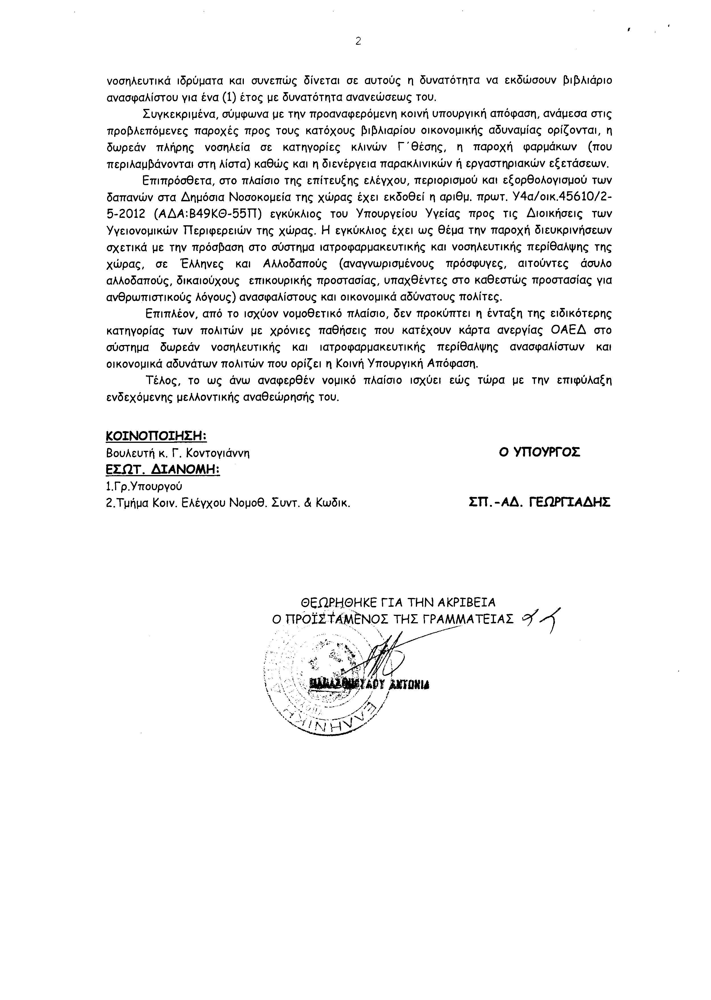 2
νοσηλευτικά ιδρύματα και συνεπώς δίνεται σε αυτούς η δυνατότητα να εκδώσουν βιβλιάριο
ανασφαλίστου για ένα (1) έτος με δυνατότητα ανανεώσεως του.
Συγκεκριμένα, σύμφωνα με την προαναφερόμενη κοινή υπουργική απόφαση, ανάμεσα στις
προβλεπόμενες παροχές προς τους κατόχους βιβλιαρίου οικονομικής αδυναμίας ορίζονται, η
δωρεάν πλήρης νοσηλεία σε κατηγορίες κλινών Γ΄θέσης, η παροχή φαρμάκων (που
περιλαμβάνονται στη λίστα) καθώς και η διενέργεια παρακλινικών ή εργαστηριακών εξετάσεων.
Επιπρόσθετα, στο πλαίσιο της επίτευξης ελέγχου, περιορισμού και εξορθολογισμού των
δαπανών στα Δημόσια Νοσοκομεία της χώρας έχει εκδοθεί η αριθμ. πρωτ. Υ4α/οικ.45610/2-
5-2012 (ΑΔΑ:Β49ΚΘ-55Π) εγκύκλιος του Υπουργείου Υγείας προς τις Διοικήσεις των
Υγειονομικών Περιφερειών της χώρας. Η εγκύκλιος έχει ως θέμα την παροχή διευκρινήσεων
σχετικά με την πρόσβαση στο σύστημα ιατροφαρμακευτικής και νοσηλευτικής περίθαλψης της
χώρας, σε Έλληνες και Αλλοδαπούς (αναγνωρισμένους πρόσφυγες, αιτούντες άσυλο
αλλοδαπούς, δικαιούχους επικουρικής προστασίας, υπαχθέντες στο καθεστώς προστασίας για
ανθρωπιστικούς λόγους) ανασφαλίστους και οικονομικά αδύνατους πολίτες.
Επιπλέον, από το ισχύον νομοθετικό πλαίσιο, δεν προκύπτει η ένταξη της ειδικότερης
κατηγορίας των πολιτών με χρόνιες παθήσεις που κατέχουν κάρτα ανεργίας ΟΑΕΔ στο
σύστημα δωρεάν νοσηλευτικής και ιατροφαρμακευτικής περίθαλψης ανασφαλίστων και
οικονομικά αδυνάτων πολιτών που ορίζει η Κοινή Υπουργική Απόφαση.
Τέλος, το ως άνω αναφερθέν νομικό πλαίσιο ισχύει εώς τώρα με την επιφύλαξη
ενδεχόμενης μελλοντικής αναθεώρησής του.
ΚΟΙΝΟΠΟΙΗΣΗ:
Βουλευτή κ. Γ. Κοντογιάννη
Ο ΥΠΟΥΡΓΟΣ
ΕΣΩΤ. ΔΙΑΝΟΜΗ:
1.Γρ.Υπουργού
2.Τμήμα Κοιν. Ελέγχου Νομοθ. Συντ. & Κωδικ.
ΣΠ.-ΑΔ. ΓΕΩΡΓΙΑΔΗΣ
ΘΕΩΡΗΘΗΚΕ ΓΙΑ ΤΗΝ ΑΚΡΙΒΕΙΑ
Ο ΠΡΟΪΣΤΑΜΕΝΟΣ ΤΗΣ ΓΡΑΜΜΑΤΕΙΑΣ
ΑΝΤΩΝΙΑ
ΕΛΛΗΝΙΚΗ